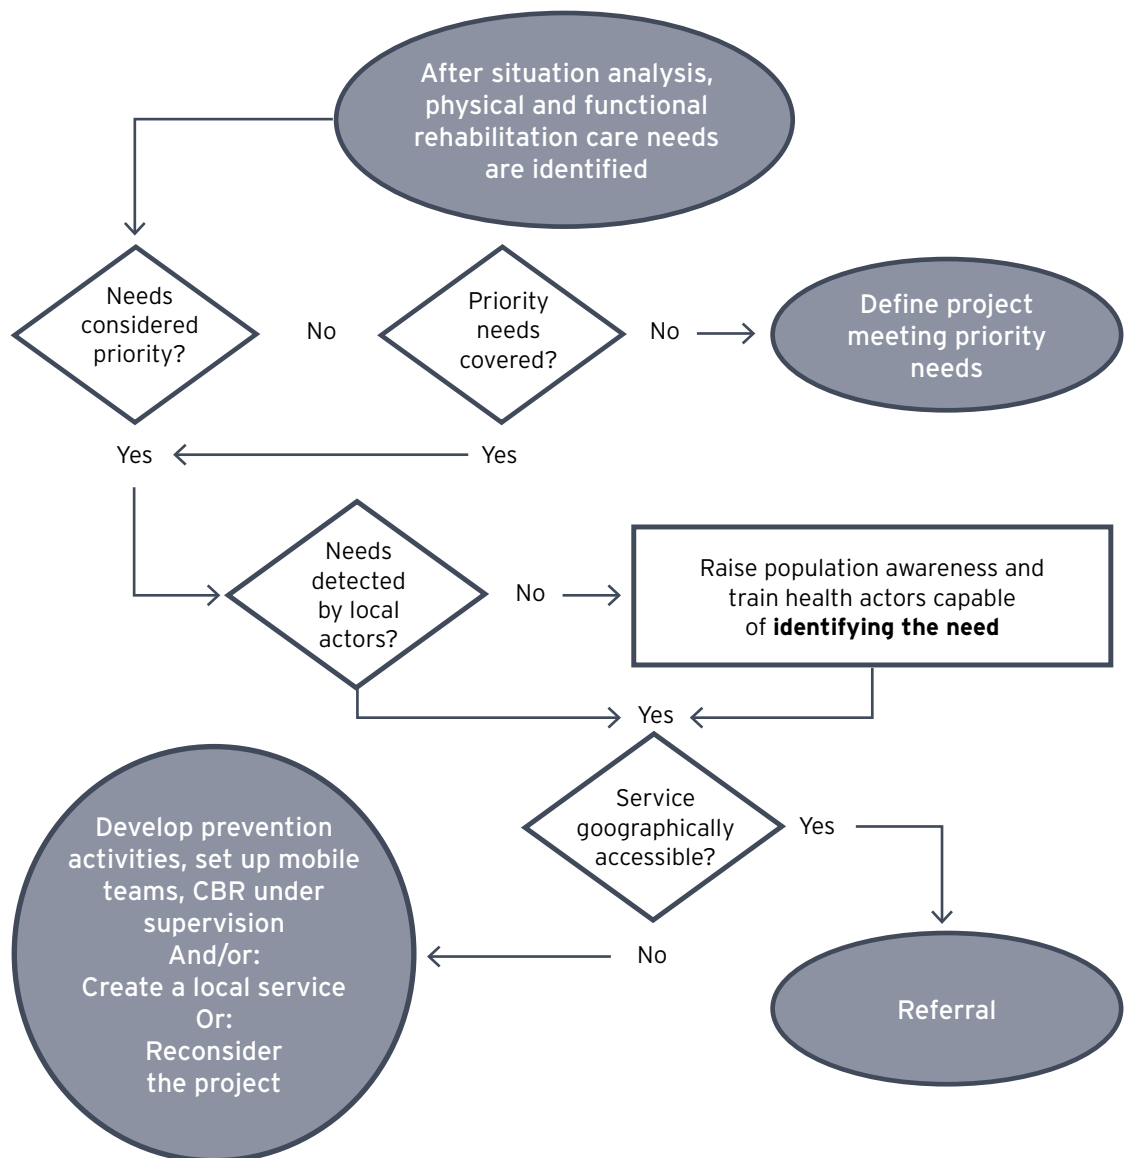 After situation analysis,
physical and functional
rehabilitation care needs
are identified
Needs
considered
priority?
No
Priority
needs
covered?
No
Define project
meeting priority
needs
Yes
Yes
Needs
detected
by local
actors?
No
Raise population awareness and
train health actors capable
of identifying the need
Yes
Service
goographically
accessible?
Yes
No
Develop prevention
activities, set up mobile
teams, CBR under
supervision
And/or:
Create a local service
Or:
Reconsider
the project
Referral